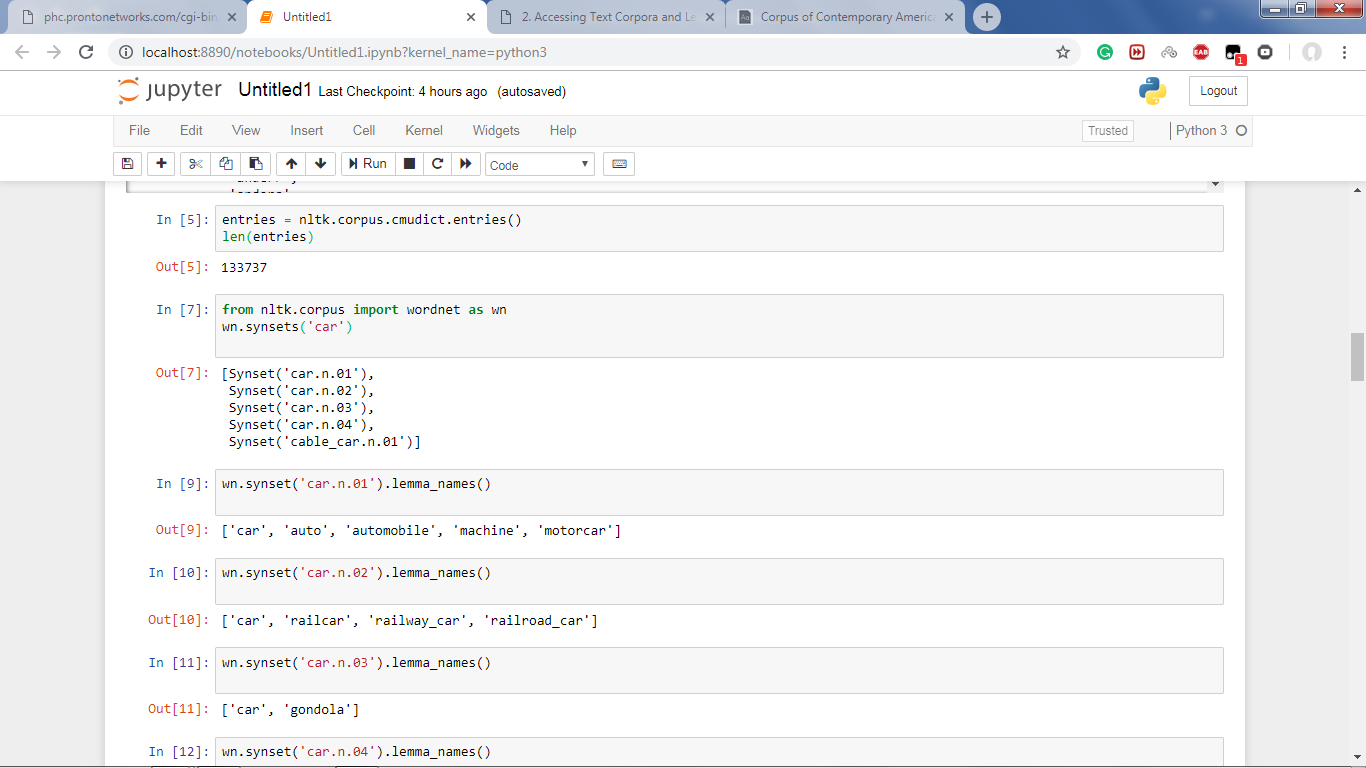 phc.prontonetworks.com/cgi-bin
Untitled1
2. Accessing Text Corpora and Le
Corpus of Contemporary America
localhost:8890/notebooks/Untitled1.ipynb?kernel_name=python3
EAB
1
jupyter Untitled1 Last Checkpoint: 4 hours ago (autosaved)
Logout
File Edit View Insert Cell Kernel Widgets Help
Trusted
Python 3
Run
Code
In [5]: entries = nltk.corpus.cmudict.entries()
len(entries)
Out[5]: 133737
In [7]: from nltk.corpus import wordnet as wn
wn.synsets('car')
Out[7]: [Synset('car.n.01'),
Synset('car.n.02'),
Synset('car.n.03'),
Synset('car.n.04'),
Synset('cable_car.n.01')]
In [9]: wn.synset('car.n.01').lemma_names()
Out[9]: ['car', 'auto', 'automobile', 'machine', 'motorcar']
In [10]: wn.synset('car.n.02').lemma_names()
Out[10]: ['car', 'railcar', 'railway_car', 'railroad_car']
In [11]: wn.synset('car.n.03').lemma_names()
Out[11]: ['car', 'gondola']
In [12]: wn.synset('car.n.04').lemma_names()